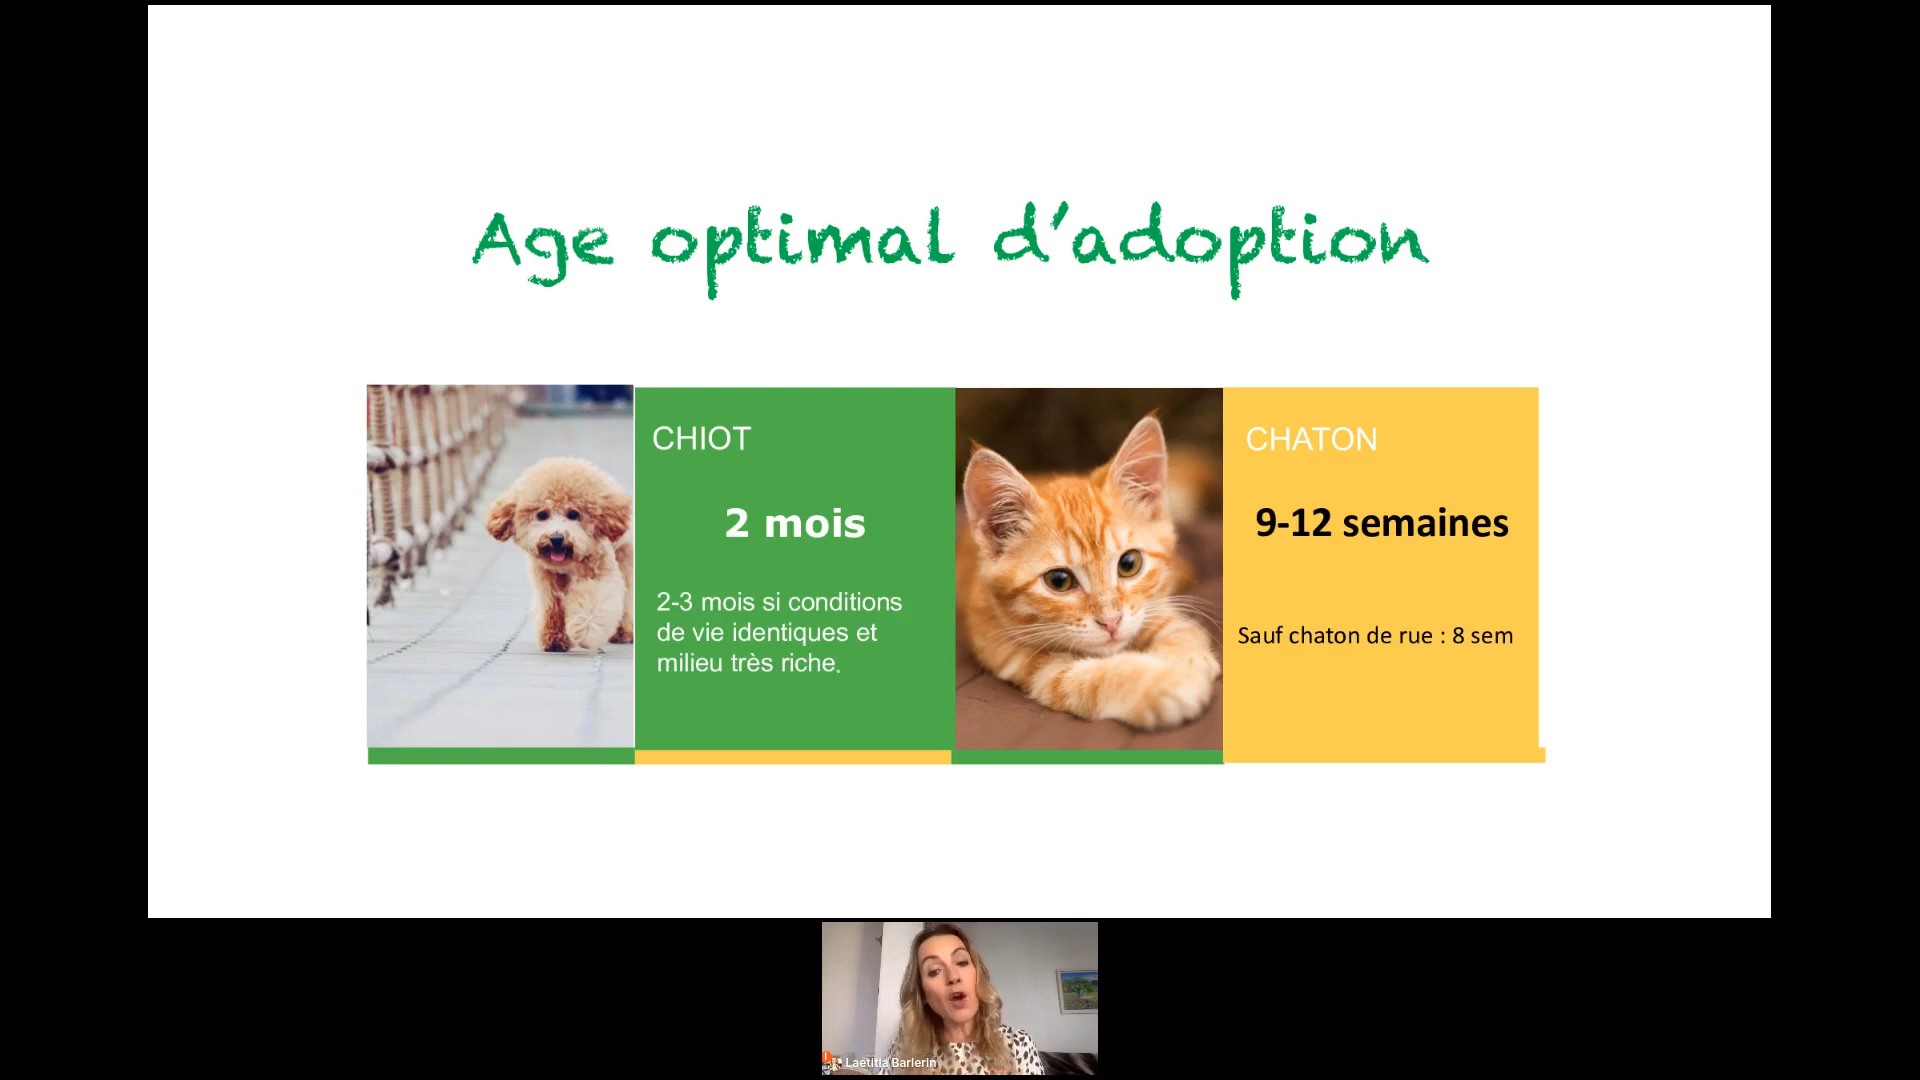 Age optimal d'adoption
CHIOT
2 mois
2-3 mois si conditions
de vie identiques et
milieu très riche.
CHATON
9-12 semaines
Sauf chaton de rue : 8 sem
Laetitia Barlerin